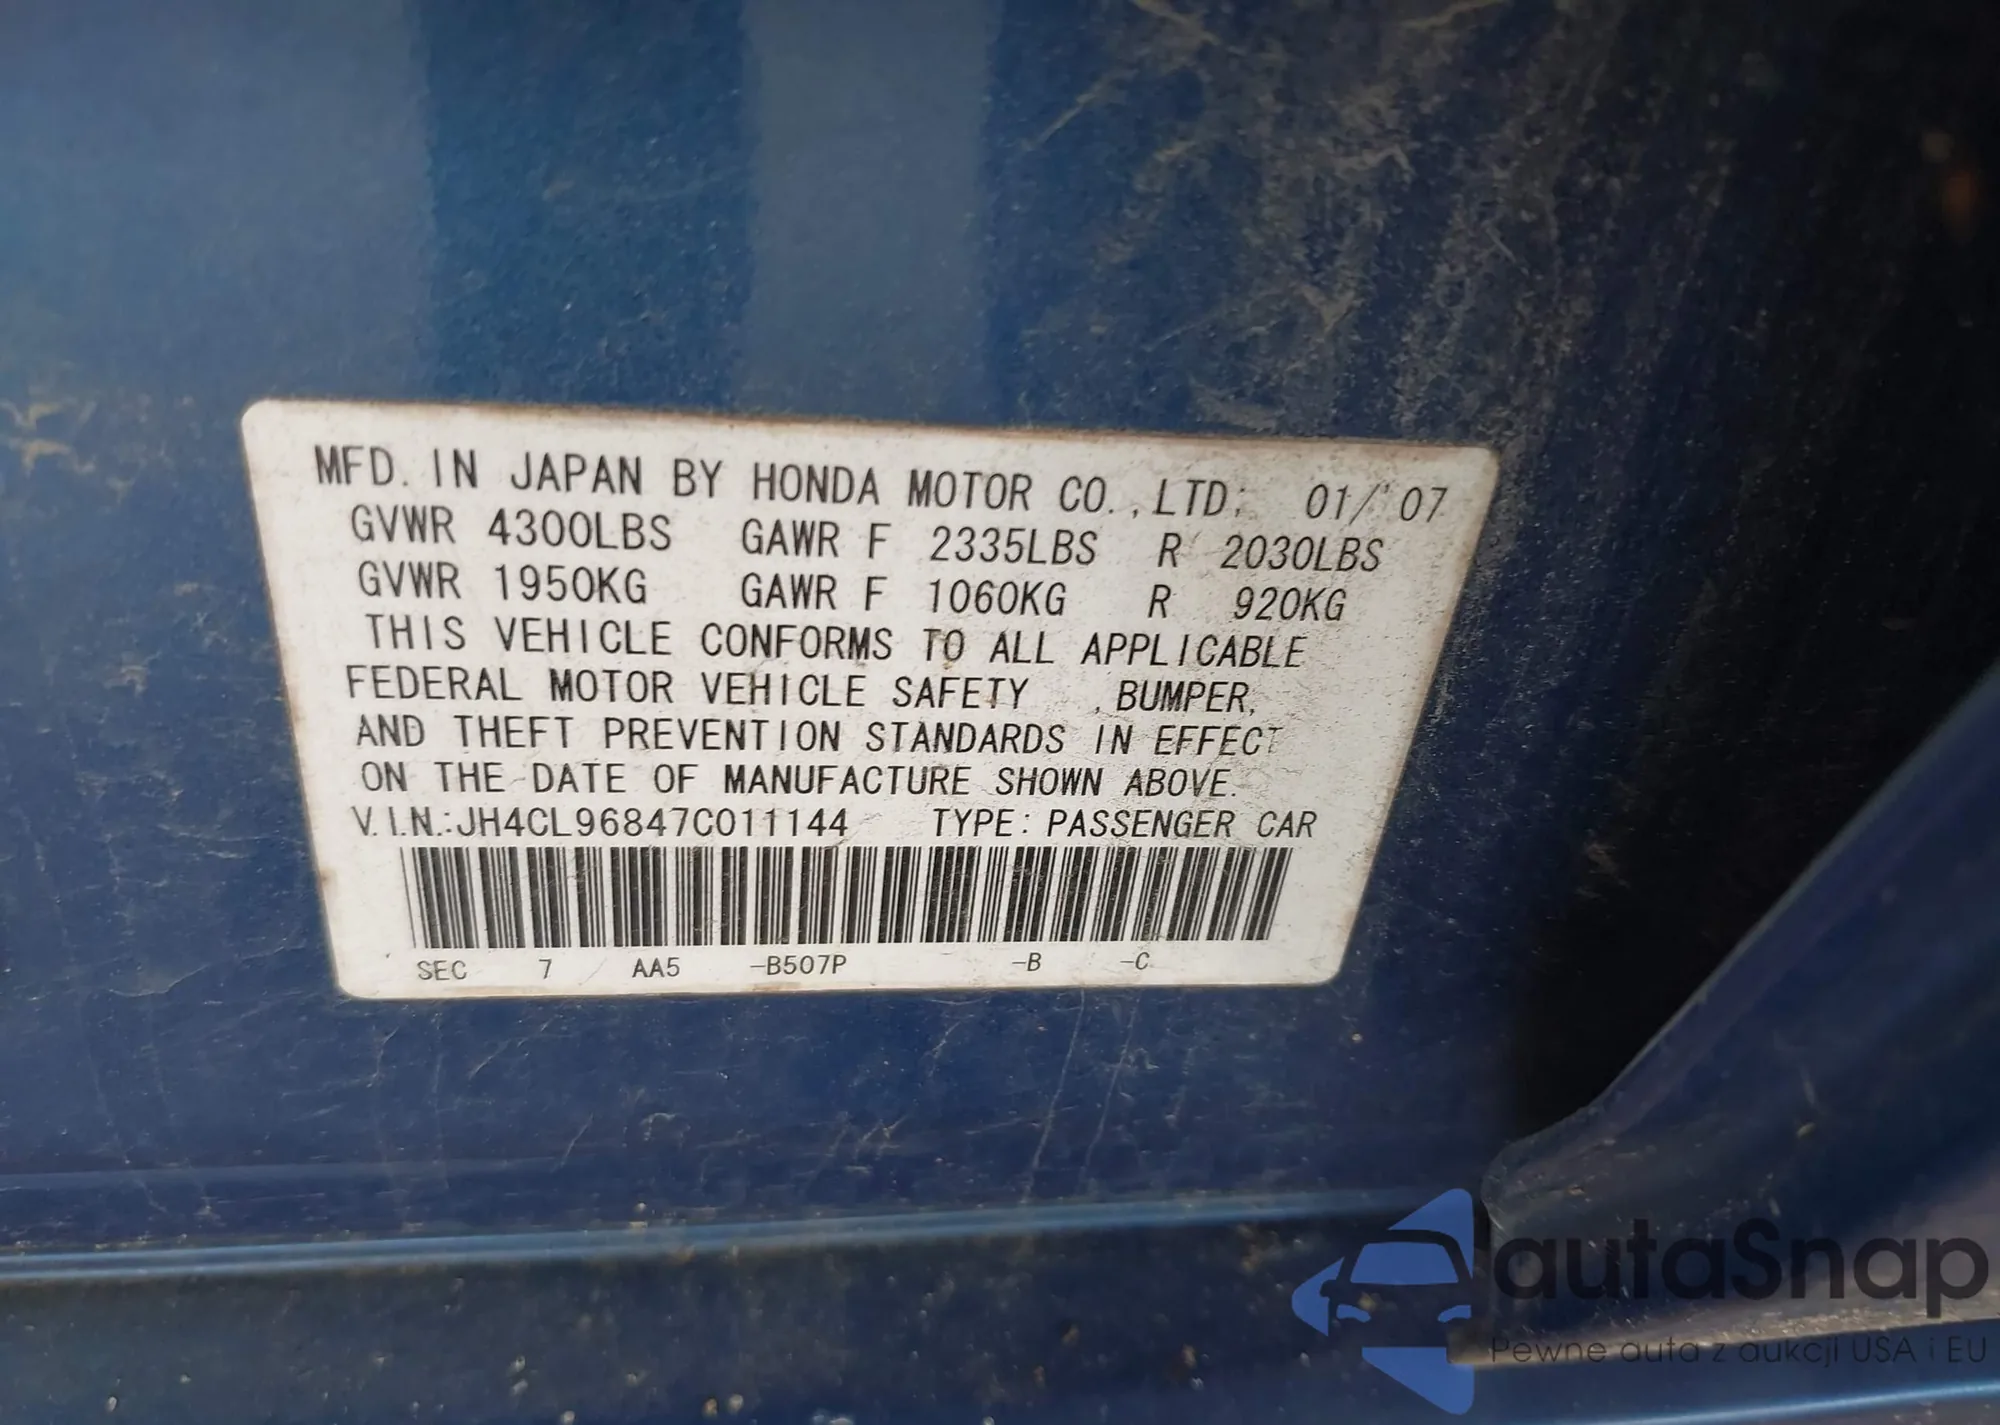 MFD. IN JAPAN BY HONDA MOTOR CO.,LTD; 01/'07
GVWR 4300LBS GAWR F 2335LBS R 2030LBS
GVWR 1950KG GAWR F 1060KG R 920KG
THIS VEHICLE CONFORMS TO ALL APPLICABLE
FEDERAL MOTOR VEHICLE SAFETY , BUMPER,
AND THEFT PREVENTION STANDARDS IN EFFECT
ON THE DATE OF MANUFACTURE SHOWN ABOVE.
V.I.N.:JH4CL96847C011144 TYPE: PASSENGER CAR
SEC 7 AA5 -B507P -B -C
autaSnap
Pewne auta z aukcji USA i EU